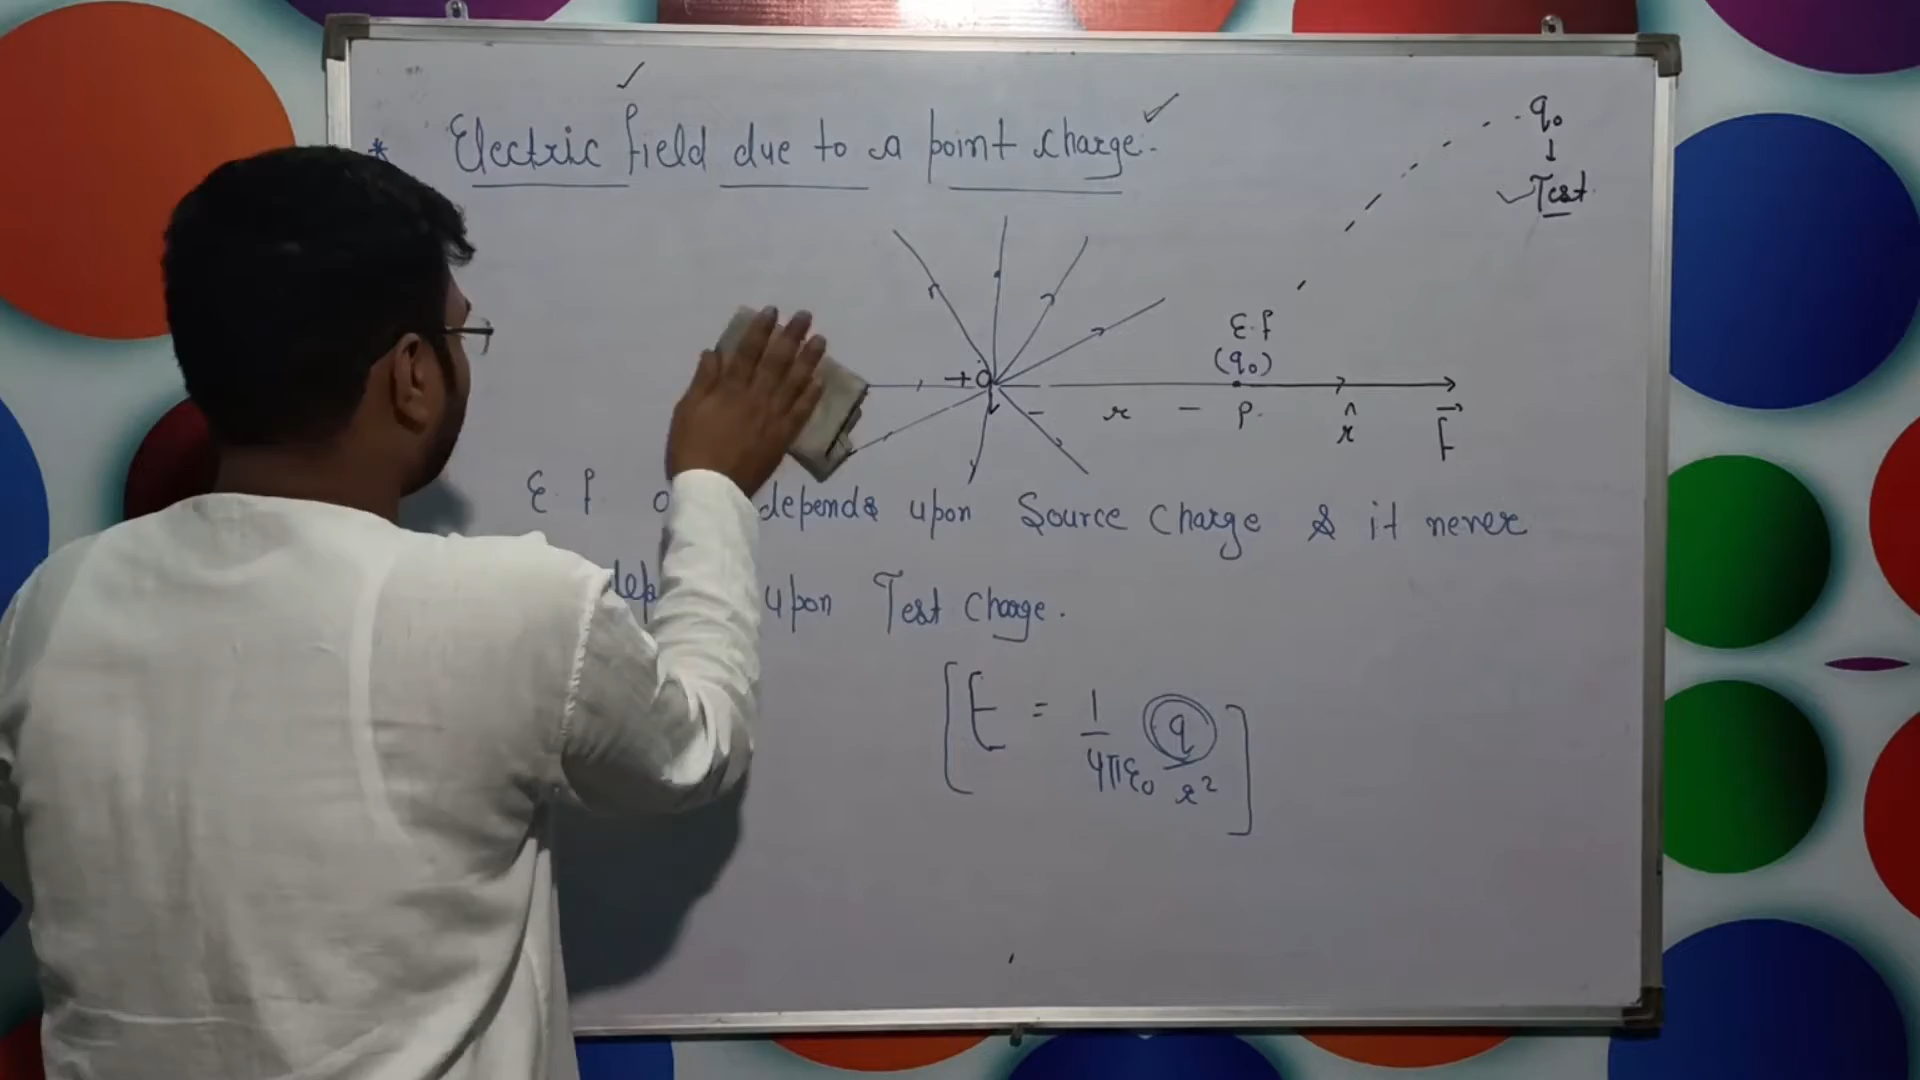 * Electric field due to a point charge:-
q₀
↓
Test
E.f
(q₀)
+q
- r - P. r̂ F⃗
E f depends upon Source Charge & it never
upon Test Charge.
[E = 1/4πε₀ q/r²]